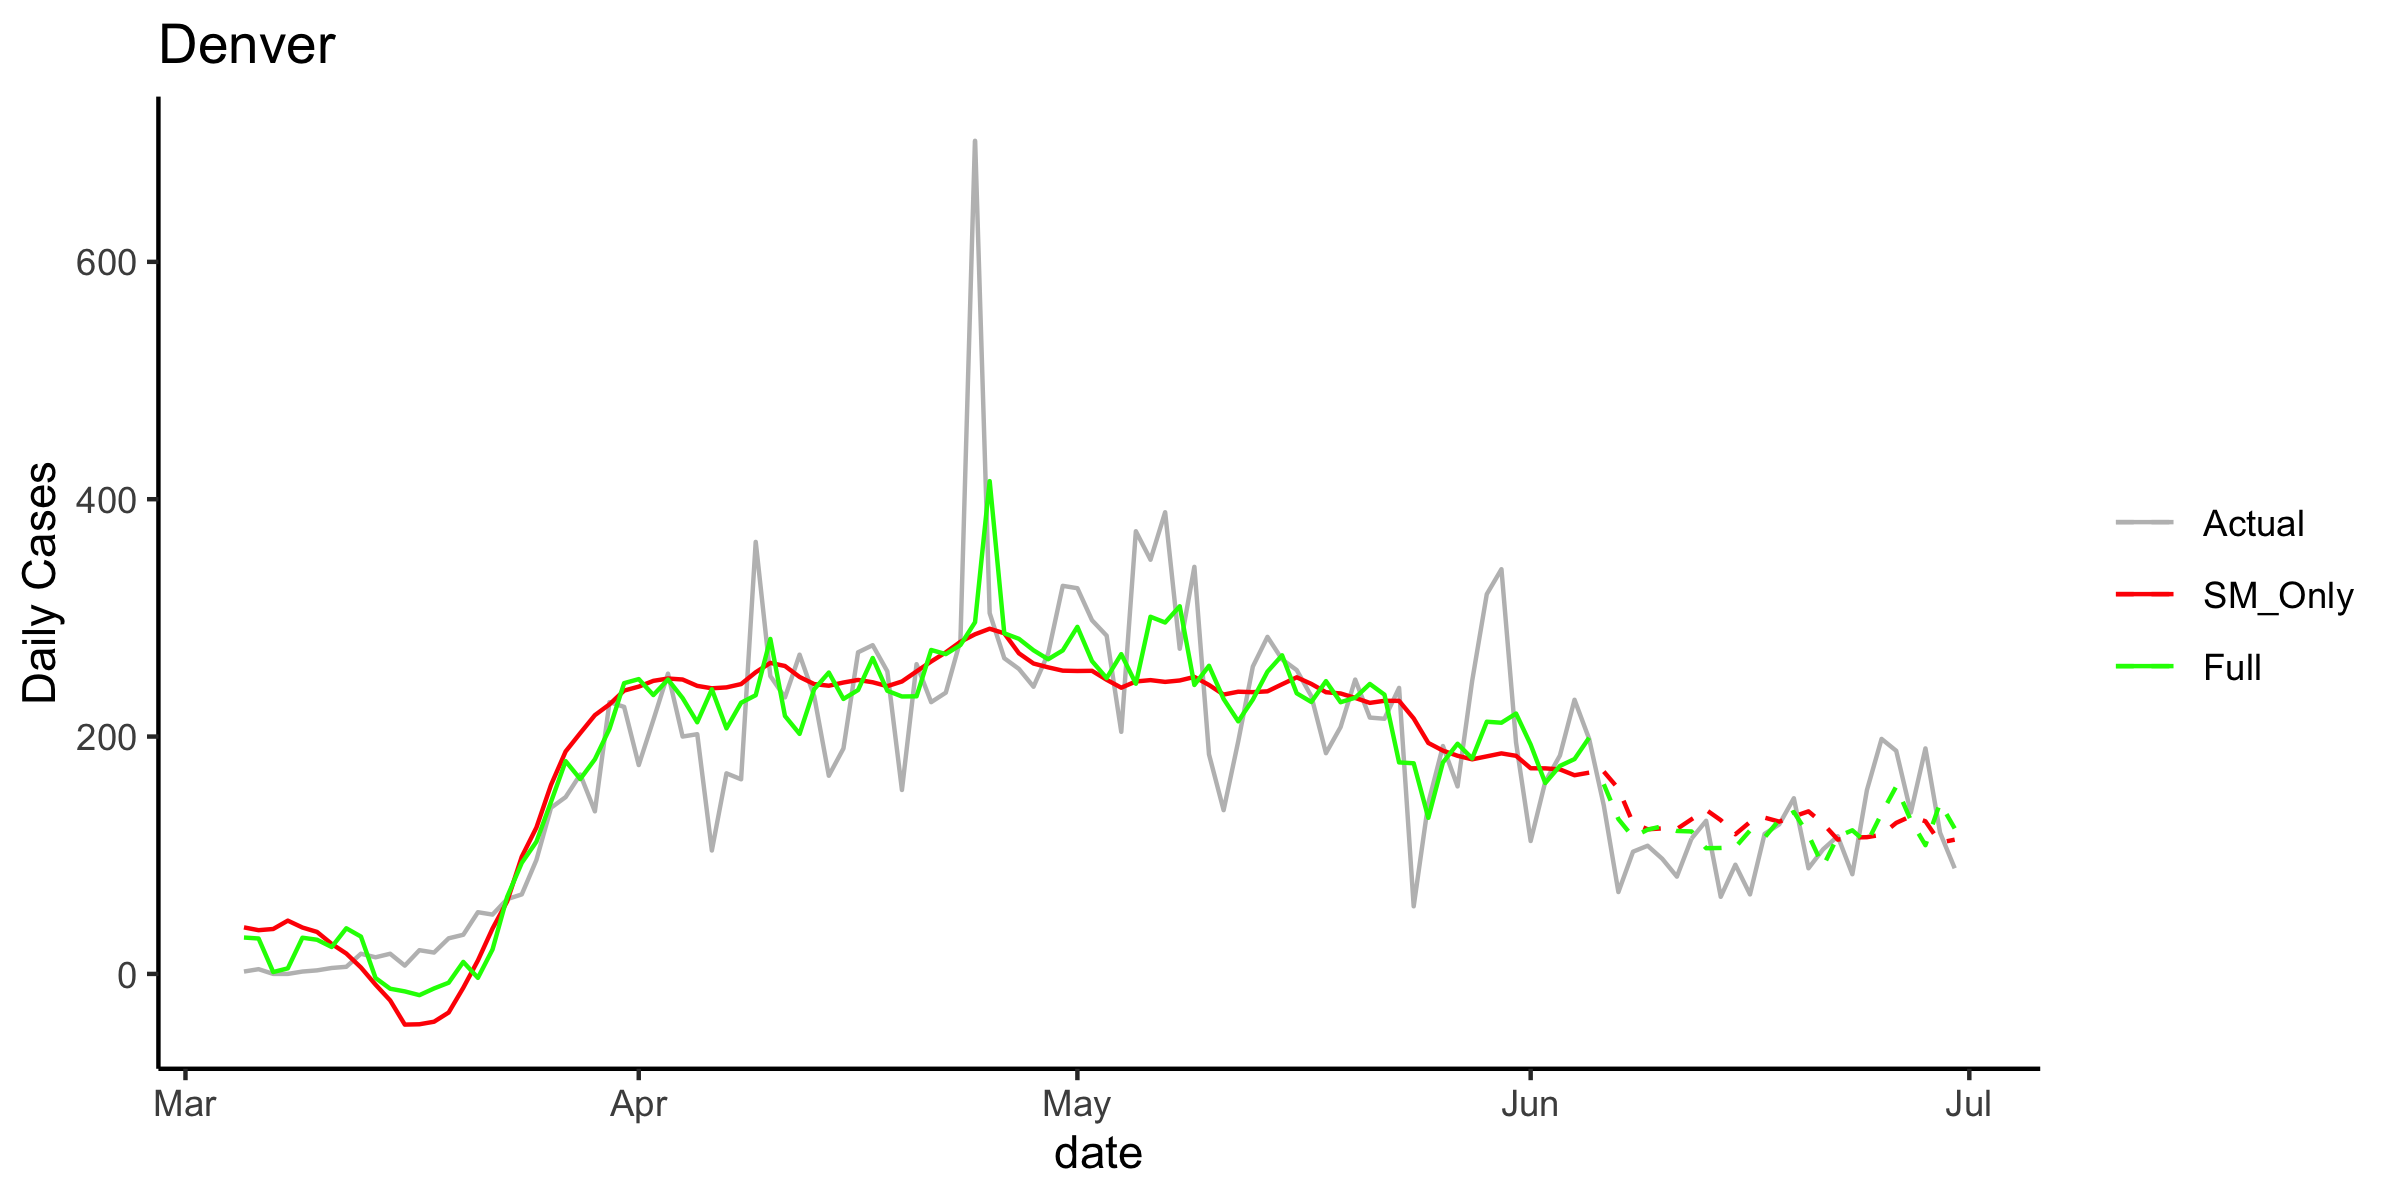 Denver
Daily Cases
600
400
200
0
Mar
Apr
May
Jun
Jul
date
Actual
SM_Only
Full